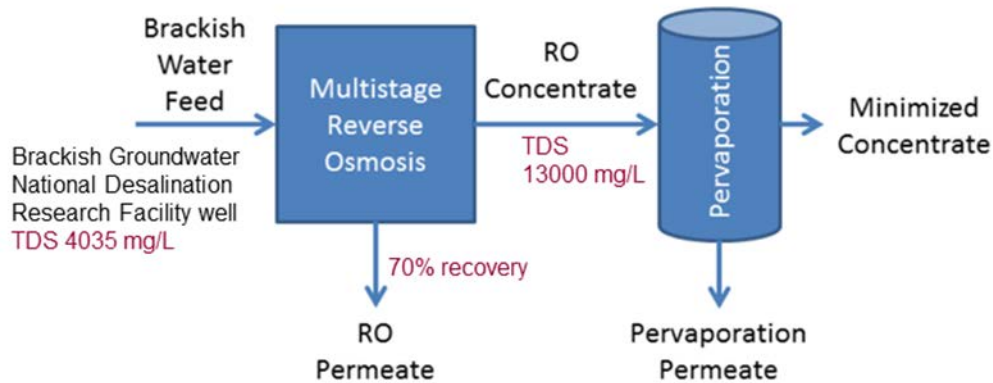 Brackish
Water
Feed
Brackish Groundwater
National Desalination
Research Facility well
TDS 4035 mg/L
Multistage
Reverse
Osmosis
70% recovery
RO
Permeate
RO
Concentrate
TDS
13000 mg/L
Pervaporation
Pervaporation
Permeate
Minimized
Concentrate